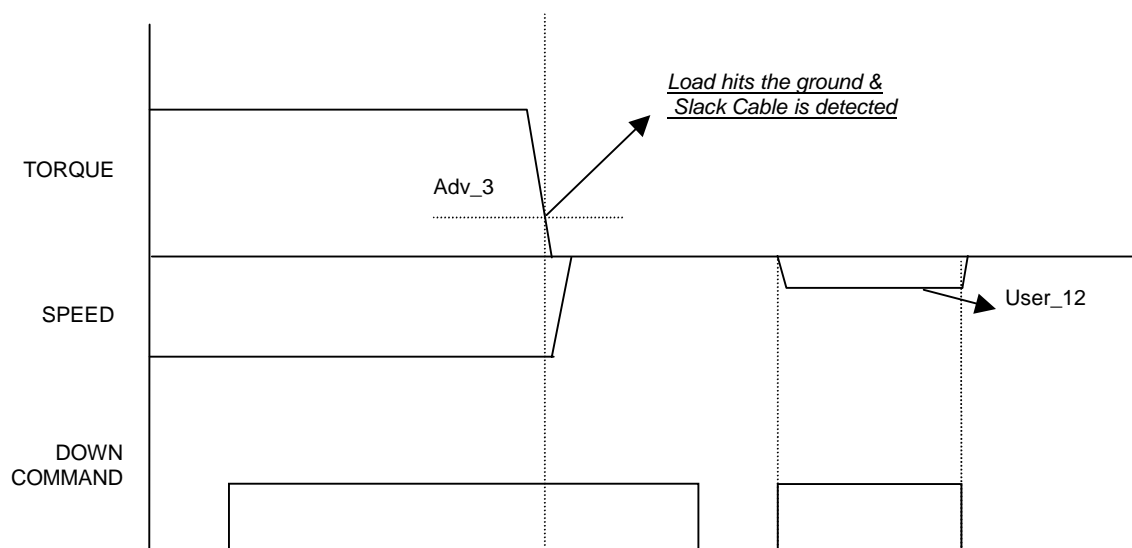 Load hits the ground &
Slack Cable is detected
TORQUE
Adv_3
SPEED
User_12
DOWN
COMMAND